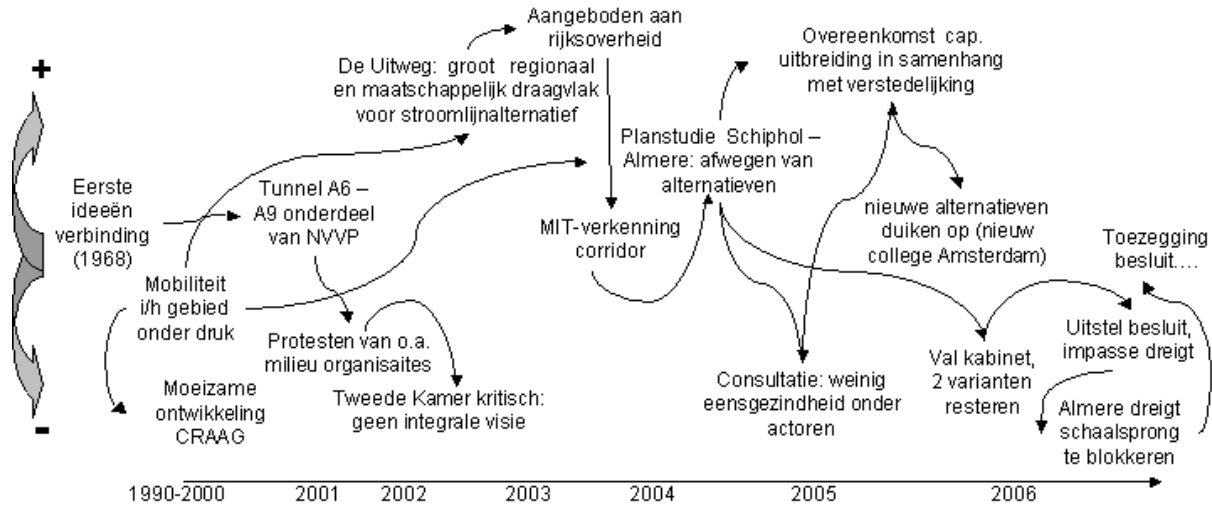 +
-
Eerste
ideeën
verbinding
(1968)
Mobiliteit
i/h gebied
onder druk
Moeizame
ontwikkeling
CRAAG
Tunnel A6 –
A9 onderdeel
van NVVP
Protesten van o.a.
milieu organisaites
Tweede Kamer kritisch:
geen integrale visie
De Uitweg: groot regionaal
en maatschappelijk draagvlak
voor stroomlijnalternatief
Aangeboden aan
rijksoverheid
MIT-verkenning
corridor
Planstudie Schiphol –
Almere: afwegen van
alternatieven
Overeenkomst cap.
uitbreiding in samenhang
met verstedelijking
Consultatie: weinig
eensgezindheid onder
actoren
nieuwe alternatieven
duiken op (nieuw
college Amsterdam)
Val kabinet,
2 varianten
resteren
Uitstel besluit,
impasse dreigt
Almere dreigt
schaalsprong
te blokkeren
Toezegging
besluit....
1990-2000 2001 2002 2003 2004 2005 2006